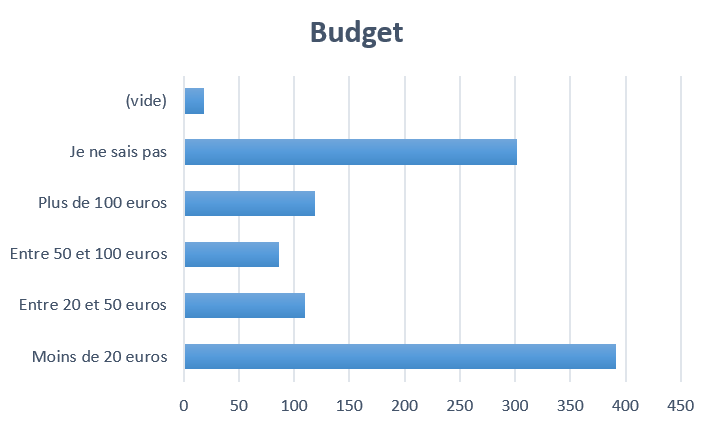 Budget
(vide)
Je ne sais pas
Plus de 100 euros
Entre 50 et 100 euros
Entre 20 et 50 euros
Moins de 20 euros
0 50 100 150 200 250 300 350 400 450